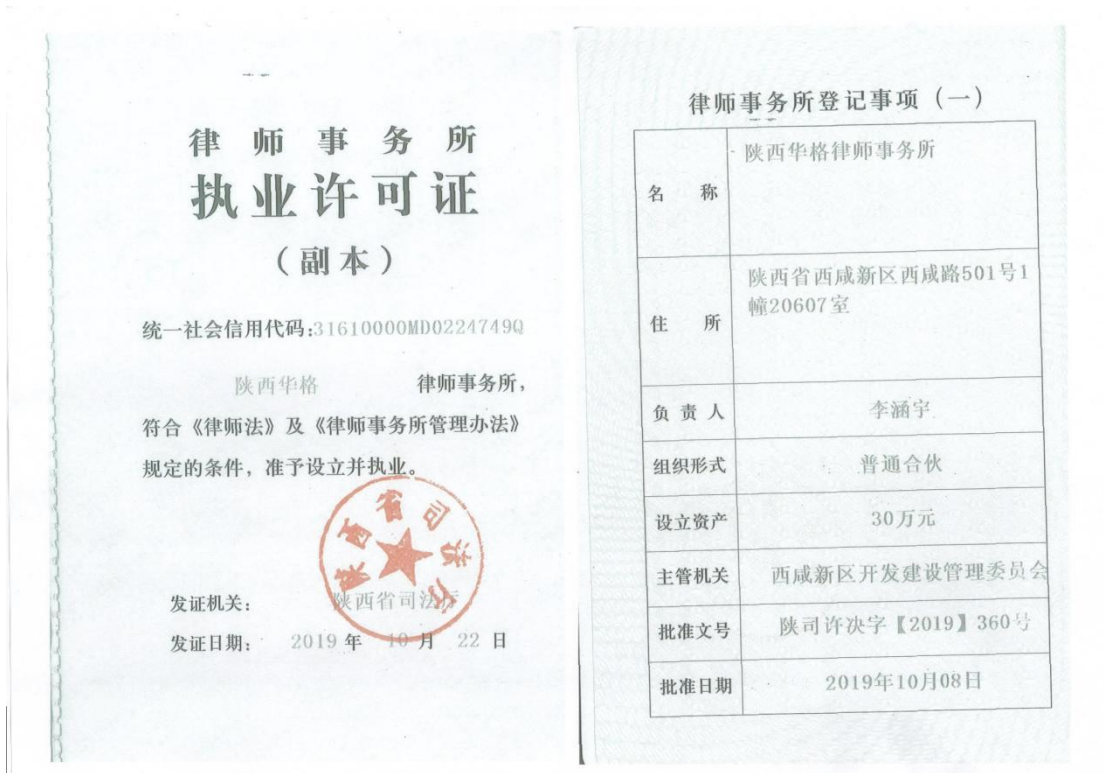 律师事务所
执业许可证
（副本）
统一社会信用代码:31610000MD0224749Q
陕西华格 律师事务所，
符合《律师法》及《律师事务所管理办法》
规定的条件，准予设立并执业。
陕西省司法厅
发证机关： 陕西省司法厅
发证日期： 2019 年 10 月 22 日
律师事务所登记事项（一）
名 称 陕西华格律师事务所
住 所 陕西省西咸新区西咸路501号1
幢20607室
负责人 李涵宇
组织形式 普通合伙
设立资产 30万元
主管机关 西咸新区开发建设管理委员会
批准文号 陕司许决字【2019】360号
批准日期 2019年10月08日